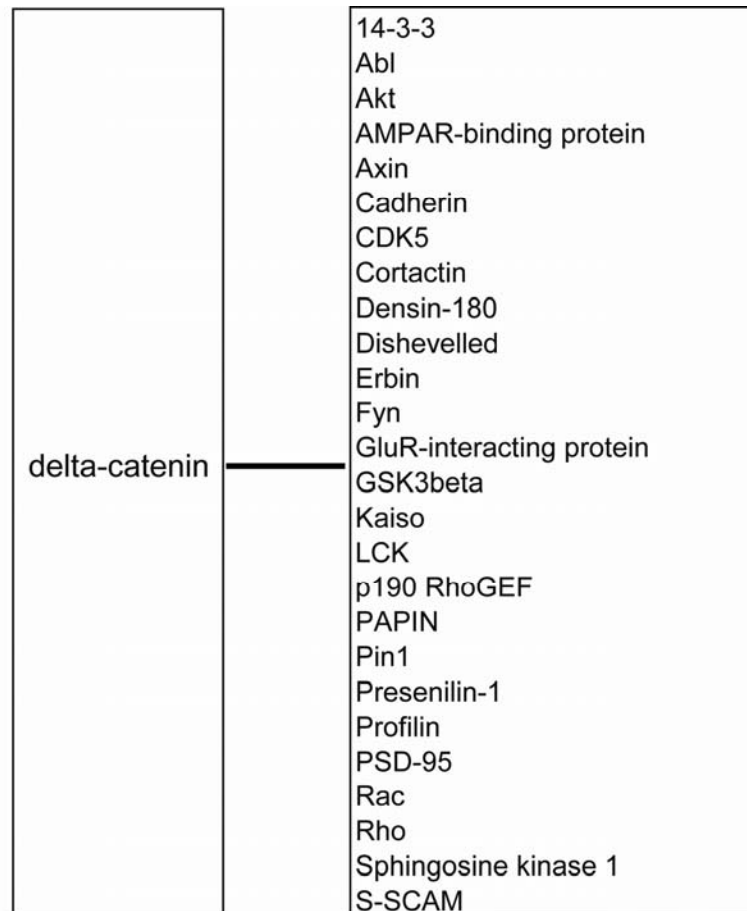 delta-catenin
14-3-3
Abl
Akt
AMPAR-binding protein
Axin
Cadherin
CDK5
Cortactin
Densin-180
Dishevelled
Erbin
Fyn
GluR-interacting protein
GSK3beta
Kaiso
LCK
p190 RhoGEF
PAPIN
Pin1
Presenilin-1
Profilin
PSD-95
Rac
Rho
Sphingosine kinase 1
S-SCAM